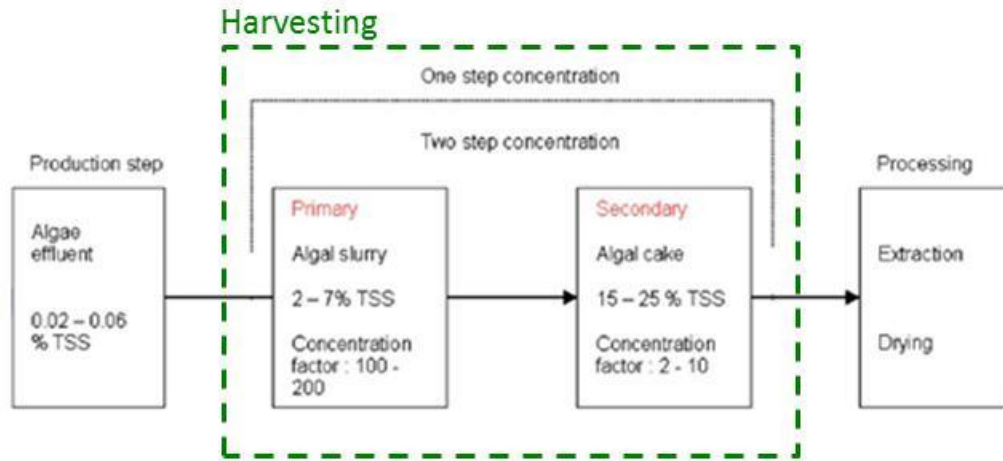 Harvesting
One step concentration
Two step concentration
Production step
Algae
effluent
0.02 – 0.06
% TSS
Primary
Algal slurry
2 – 7% TSS
Concentration
factor : 100 -
200
Secondary
Algal cake
15 – 25 % TSS
Concentration
factor : 2 - 10
Processing
Extraction
Drying